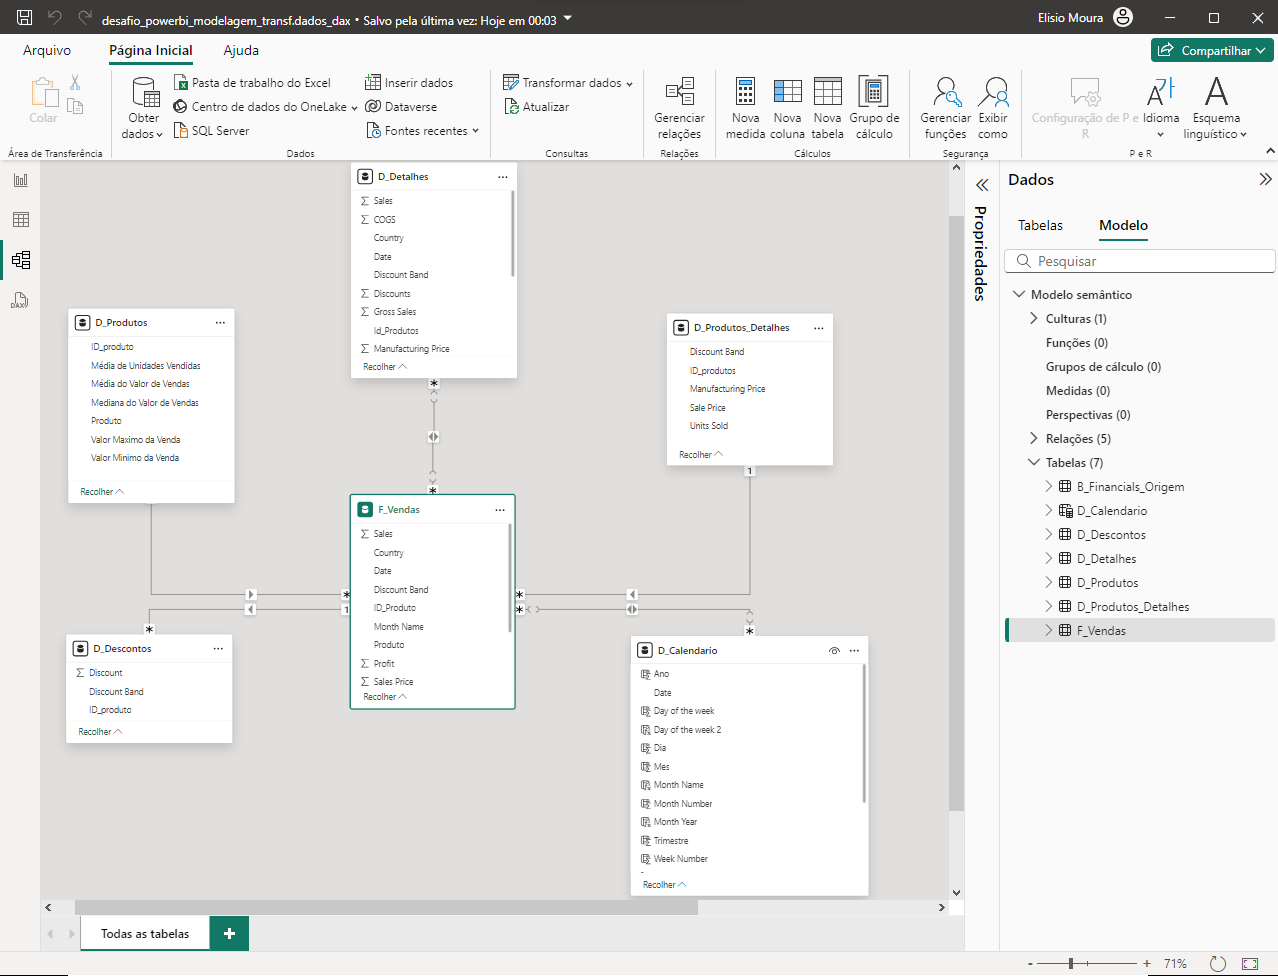 desafio_powerbi_modelagem_transf.dados_dax • Salvo pela última vez: Hoje em 00:03
Elisio Moura
Arquivo
Página Inicial
Ajuda
Compartilhar
Colar
Área de Transferência
Obter dados
Pasta de trabalho do Excel
Centro de dados do OneLake
SQL Server
Inserir dados
Dataverse
Fontes recentes
Dados
Transformar dados
Atualizar
Consultas
Gerenciar relações
Relações
Nova medida
Nova coluna
Nova tabela
Grupo de cálculo
Cálculos
Gerenciar funções
Exibir como
Segurança
Configuração de P e R
Idioma
Esquema linguístico
P e R
D_Detalhes
Sales
COGS
Country
Date
Discount Band
Discounts
Gross Sales
Id_Produtos
Manufacturing Price
Recolher
D_Produtos
ID_produto
Média de Unidades Vendidas
Média do Valor de Vendas
Mediana do Valor de Vendas
Produto
Valor Maximo da Venda
Valor Minimo da Venda
Recolher
D_Produtos_Detalhes
Discount Band
ID_produtos
Manufacturing Price
Sale Price
Units Sold
Recolher
F_Vendas
Sales
Country
Date
Discount Band
ID_Produto
Month Name
Produto
Profit
Sales Price
Recolher
D_Descontos
Discount
Discount Band
ID_produto
Recolher
D_Calendario
Ano
Date
Day of the week
Day of the week 2
Dia
Mes
Month Name
Month Number
Month Year
Trimestre
Week Number
Recolher
*
*
1
*
*
1
*
*
*
Propriedades
Dados
Tabelas
Modelo
Pesquisar
Modelo semântico
Culturas (1)
Funções (0)
Grupos de cálculo (0)
Medidas (0)
Perspectivas (0)
Relações (5)
Tabelas (7)
B_Financials_Origem
D_Calendario
D_Descontos
D_Detalhes
D_Produtos
D_Produtos_Detalhes
F_Vendas
Todas as tabelas
+
- + 71%